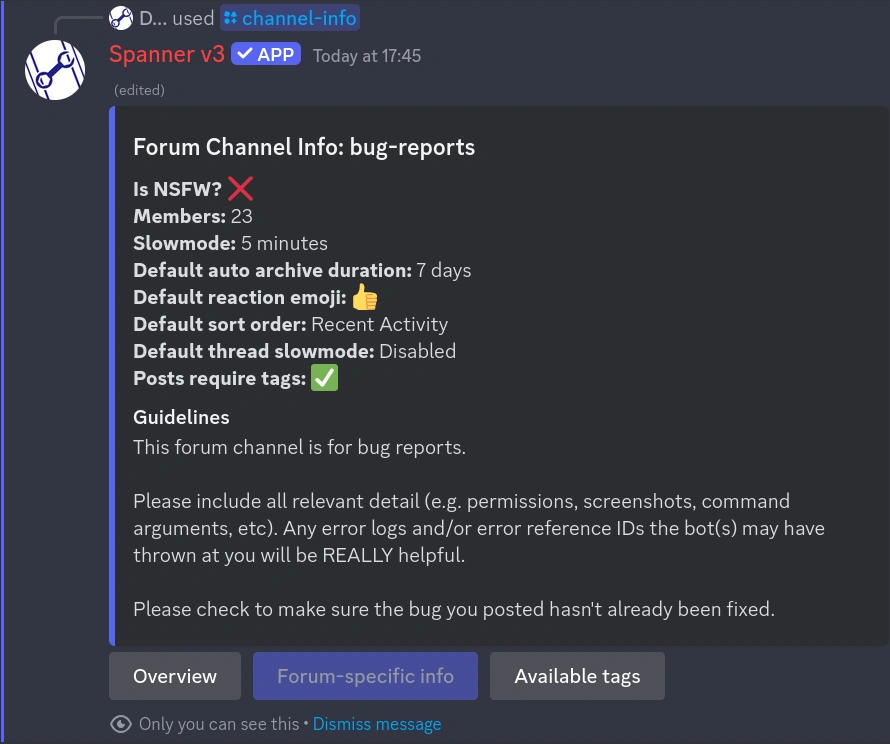 D... used channel-info
Spanner v3 APP Today at 17:45
(edited)
Forum Channel Info: bug-reports
Is NSFW? ❌
Members: 23
Slowmode: 5 minutes
Default auto archive duration: 7 days
Default reaction emoji: 👍
Default sort order: Recent Activity
Default thread slowmode: Disabled
Posts require tags: ✅
Guidelines
This forum channel is for bug reports.
Please include all relevant detail (e.g. permissions, screenshots, command
arguments, etc). Any error logs and/or error reference IDs the bot(s) may have
thrown at you will be REALLY helpful.
Please check to make sure the bug you posted hasn't already been fixed.
Overview Forum-specific info Available tags
Only you can see this • Dismiss message